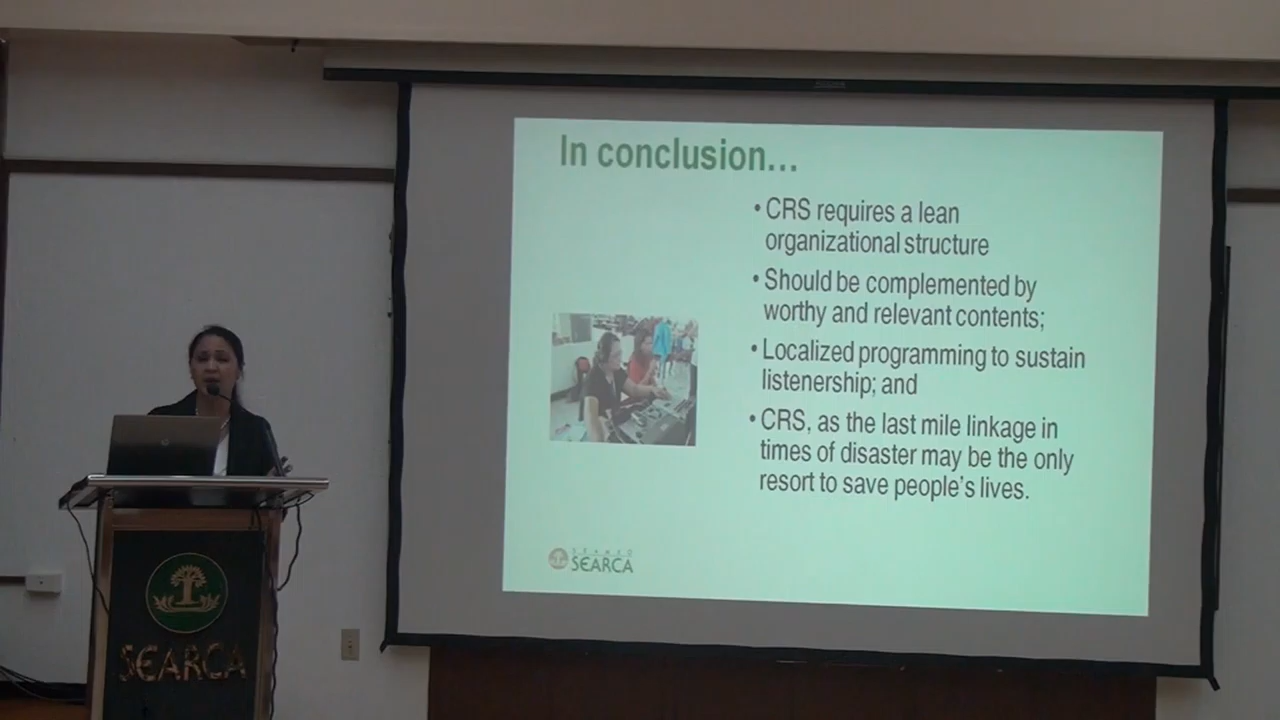 In conclusion...
• CRS requires a lean
organizational structure
• Should be complemented by
worthy and relevant contents;
• Localized programming to sustain
listenership; and
• CRS, as the last mile linkage in
times of disaster may be the only
resort to save people's lives.
SEAMEO
SEARCA
SEARCA